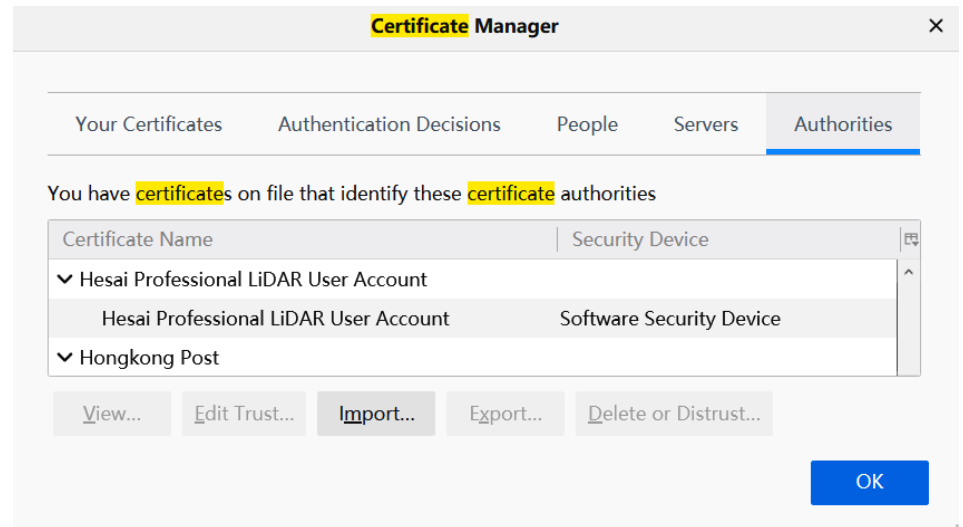 Certificate Manager
Your Certificates Authentication Decisions People Servers Authorities
You have certificates on file that identify these certificate authorities
Certificate Name Security Device
Hesai Professional LiDAR User Account
Hesai Professional LiDAR User Account Software Security Device
Hongkong Post
View... Edit Trust... Import... Export... Delete or Distrust...
OK